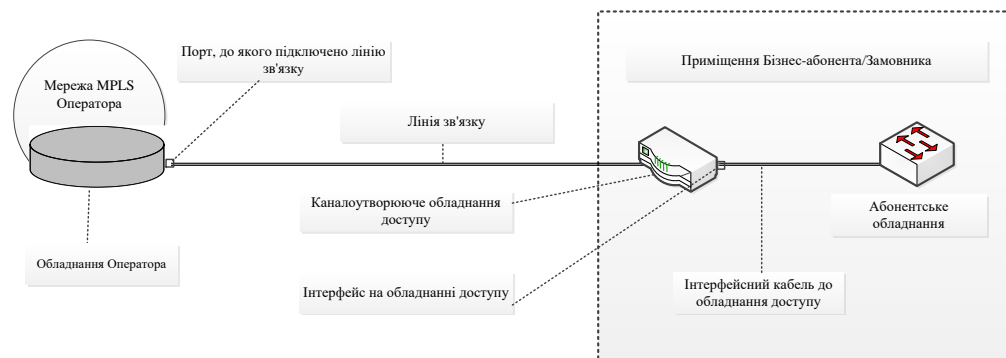 Мережа MPLS
Оператора
Порт, до якого підключено лінію
зв'язку
Лінія зв'язку
Приміщення Бізнес-абонента/Замовника
Каналоутворююче обладнання
доступу
Абонентське
обладнання
Обладнання Оператора
Інтерфейс на обладнанні доступу
Інтерфейсний кабель до
обладнання доступу